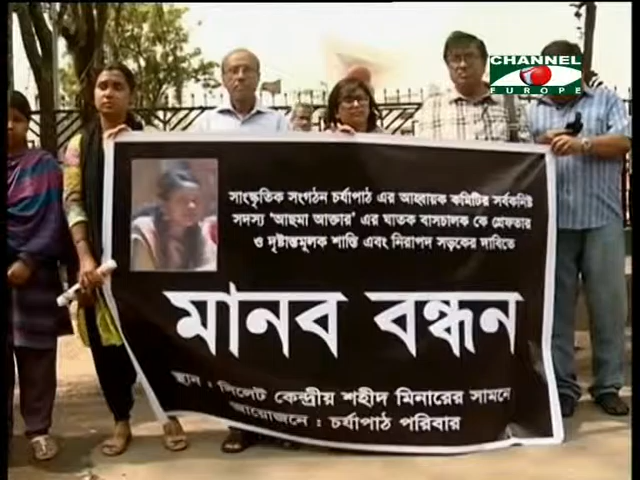 CHANNEL
EUROPE
সাংস্কৃতিক সংগঠন চর্যাপাঠ এর আহ্বায়ক কমিটির সর্বকনিষ্ট
সদস্য 'আছমা আক্তার' এর ঘাতক বাসচালক কে গ্রেফতার
ও দৃষ্টান্তমূলক শাস্তি এবং নিরাপদ সড়কের দাবিতে
মানব বন্ধন
স্থান : সিলেট কেন্দ্রীয় শহীদ মিনারের সামনে
আয়োজনে : চর্যাপাঠ পরিবার